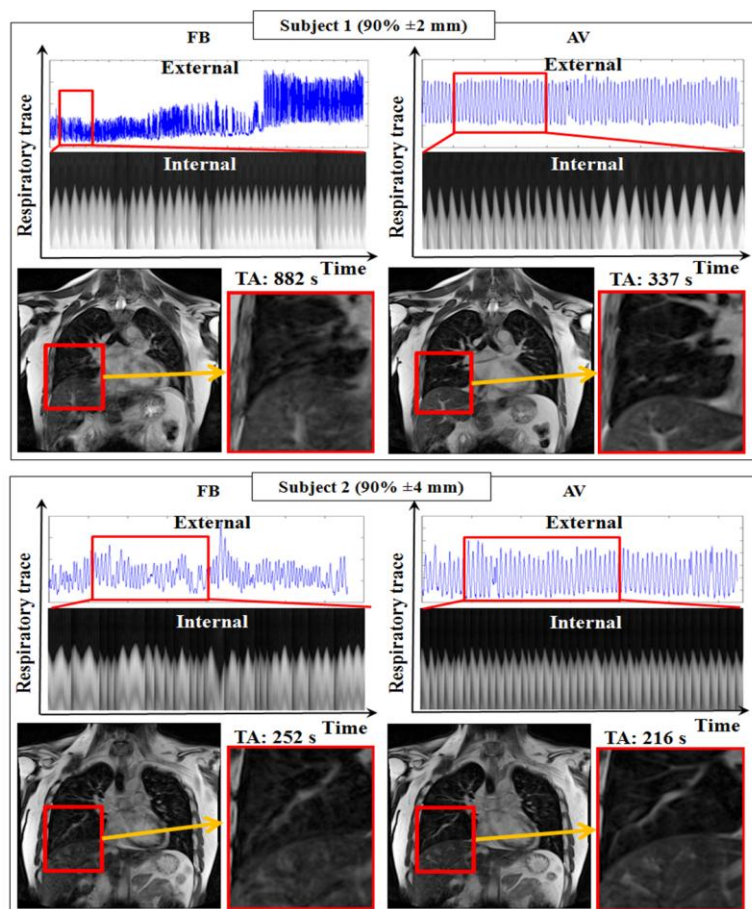 Subject 1 (90% ±2 mm)
FB
AV
External
External
Respiratory trace
Respiratory trace
Internal
Internal
Time
Time
TA: 882 s
TA: 337 s
Subject 2 (90% ±4 mm)
FB
AV
External
External
Respiratory trace
Respiratory trace
Internal
Internal
Time
Time
TA: 252 s
TA: 216 s